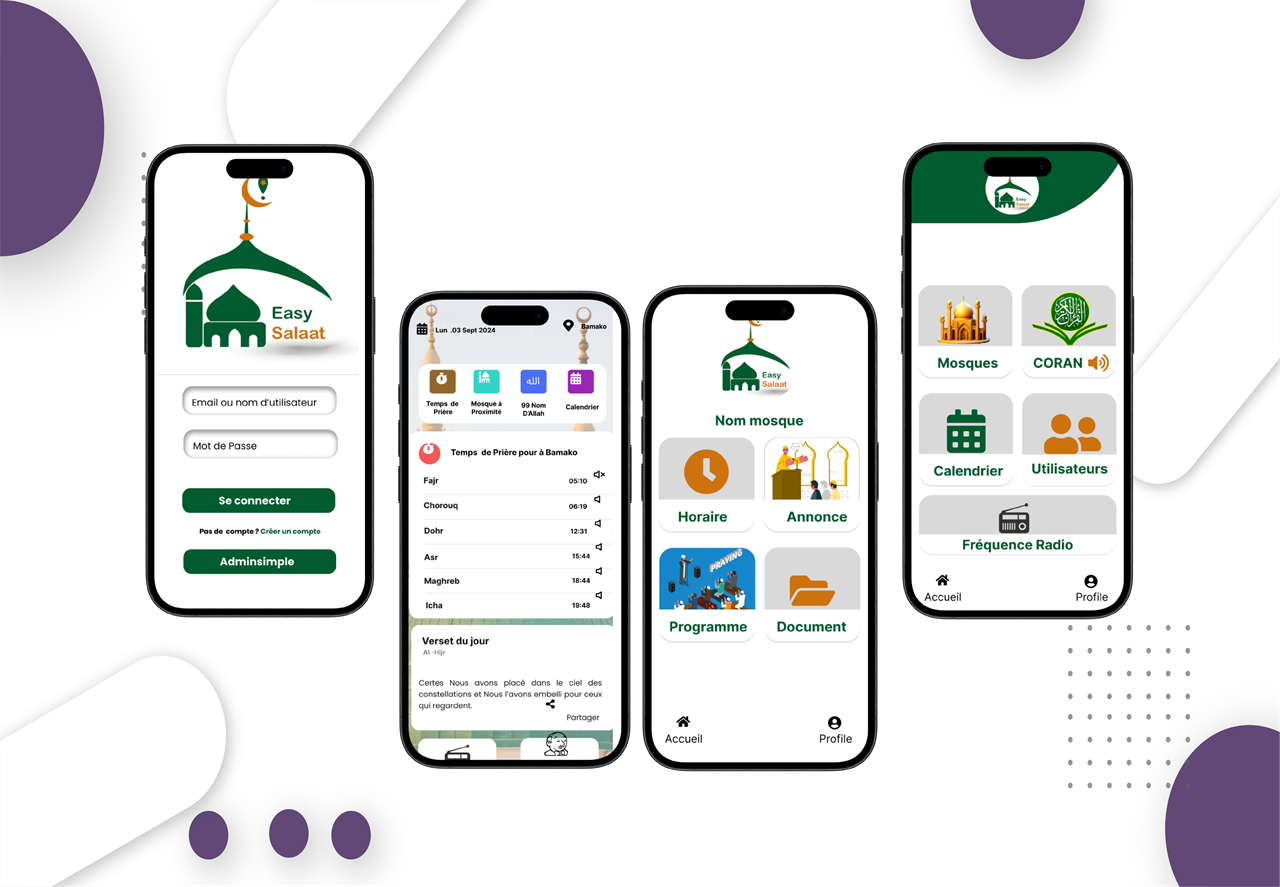 Easy
Salaat
Email ou nom d'utilisateur
Mot de Passe
Se connecter
Pas de compte ? Créer un compte
Adminsimple
Lun .03 Sept 2024
Bamako
Temps de
Prière
Mosque à
Proximité
الله
99 Nom
D'Allah
Calendrier
Temps de Prière pour à Bamako
Fajr 05:10
Chorouq 06:19
Dohr 12:31
Asr 15:44
Maghreb 18:44
Icha 19:48
Verset du jour
Al -Hjr
Certes Nous avons placé dans le ciel des
constellations et Nous l'avons embelli pour ceux
qui regardent.
Partager
Easy
Salaat
Nom mosque
Horaire
Annonce
PRAYING
Programme
Document
Accueil
Profile
Easy
Salaat
Mosques
CORAN
Calendrier
Utilisateurs
Fréquence Radio
Accueil
Profile